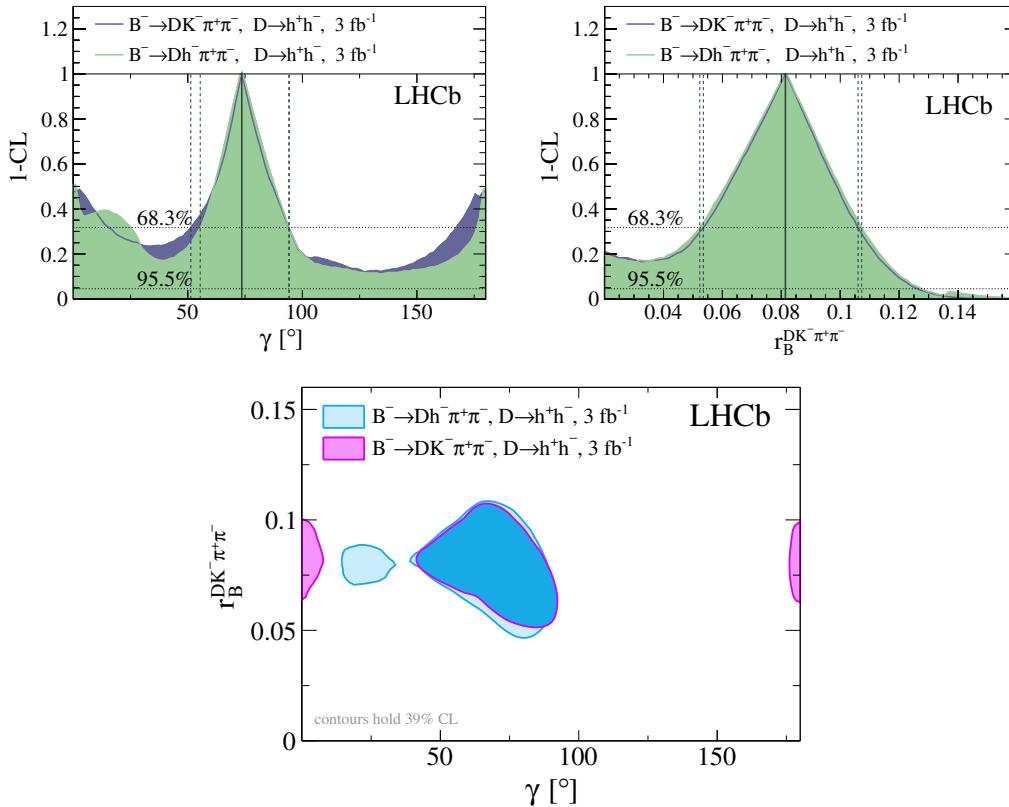 B⁻→DK⁻π⁺π⁻, D→h⁺h⁻, 3 fb⁻¹
B⁻→Dh⁻π⁺π⁻, D→h⁺h⁻, 3 fb⁻¹
LHCb
1-CL
1.2
1
0.8
0.6
0.4
0.2
0
68.3%
95.5%
50
100
150
γ [°]
B⁻→DK⁻π⁺π⁻, D→h⁺h⁻, 3 fb⁻¹
B⁻→Dh⁻π⁺π⁻, D→h⁺h⁻, 3 fb⁻¹
LHCb
1-CL
1.2
1
0.8
0.6
0.4
0.2
0
68.3%
95.5%
0.04
0.06
0.08
0.1
0.12
0.14
r_B^{DK⁻π⁺π⁻}
B⁻→Dh⁻π⁺π⁻, D→h⁺h⁻, 3 fb⁻¹
B⁻→DK⁻π⁺π⁻, D→h⁺h⁻, 3 fb⁻¹
LHCb
r_B^{DK⁻π⁺π⁻}
0.15
0.1
0.05
0
contours hold 39% CL
50
100
150
γ [°]